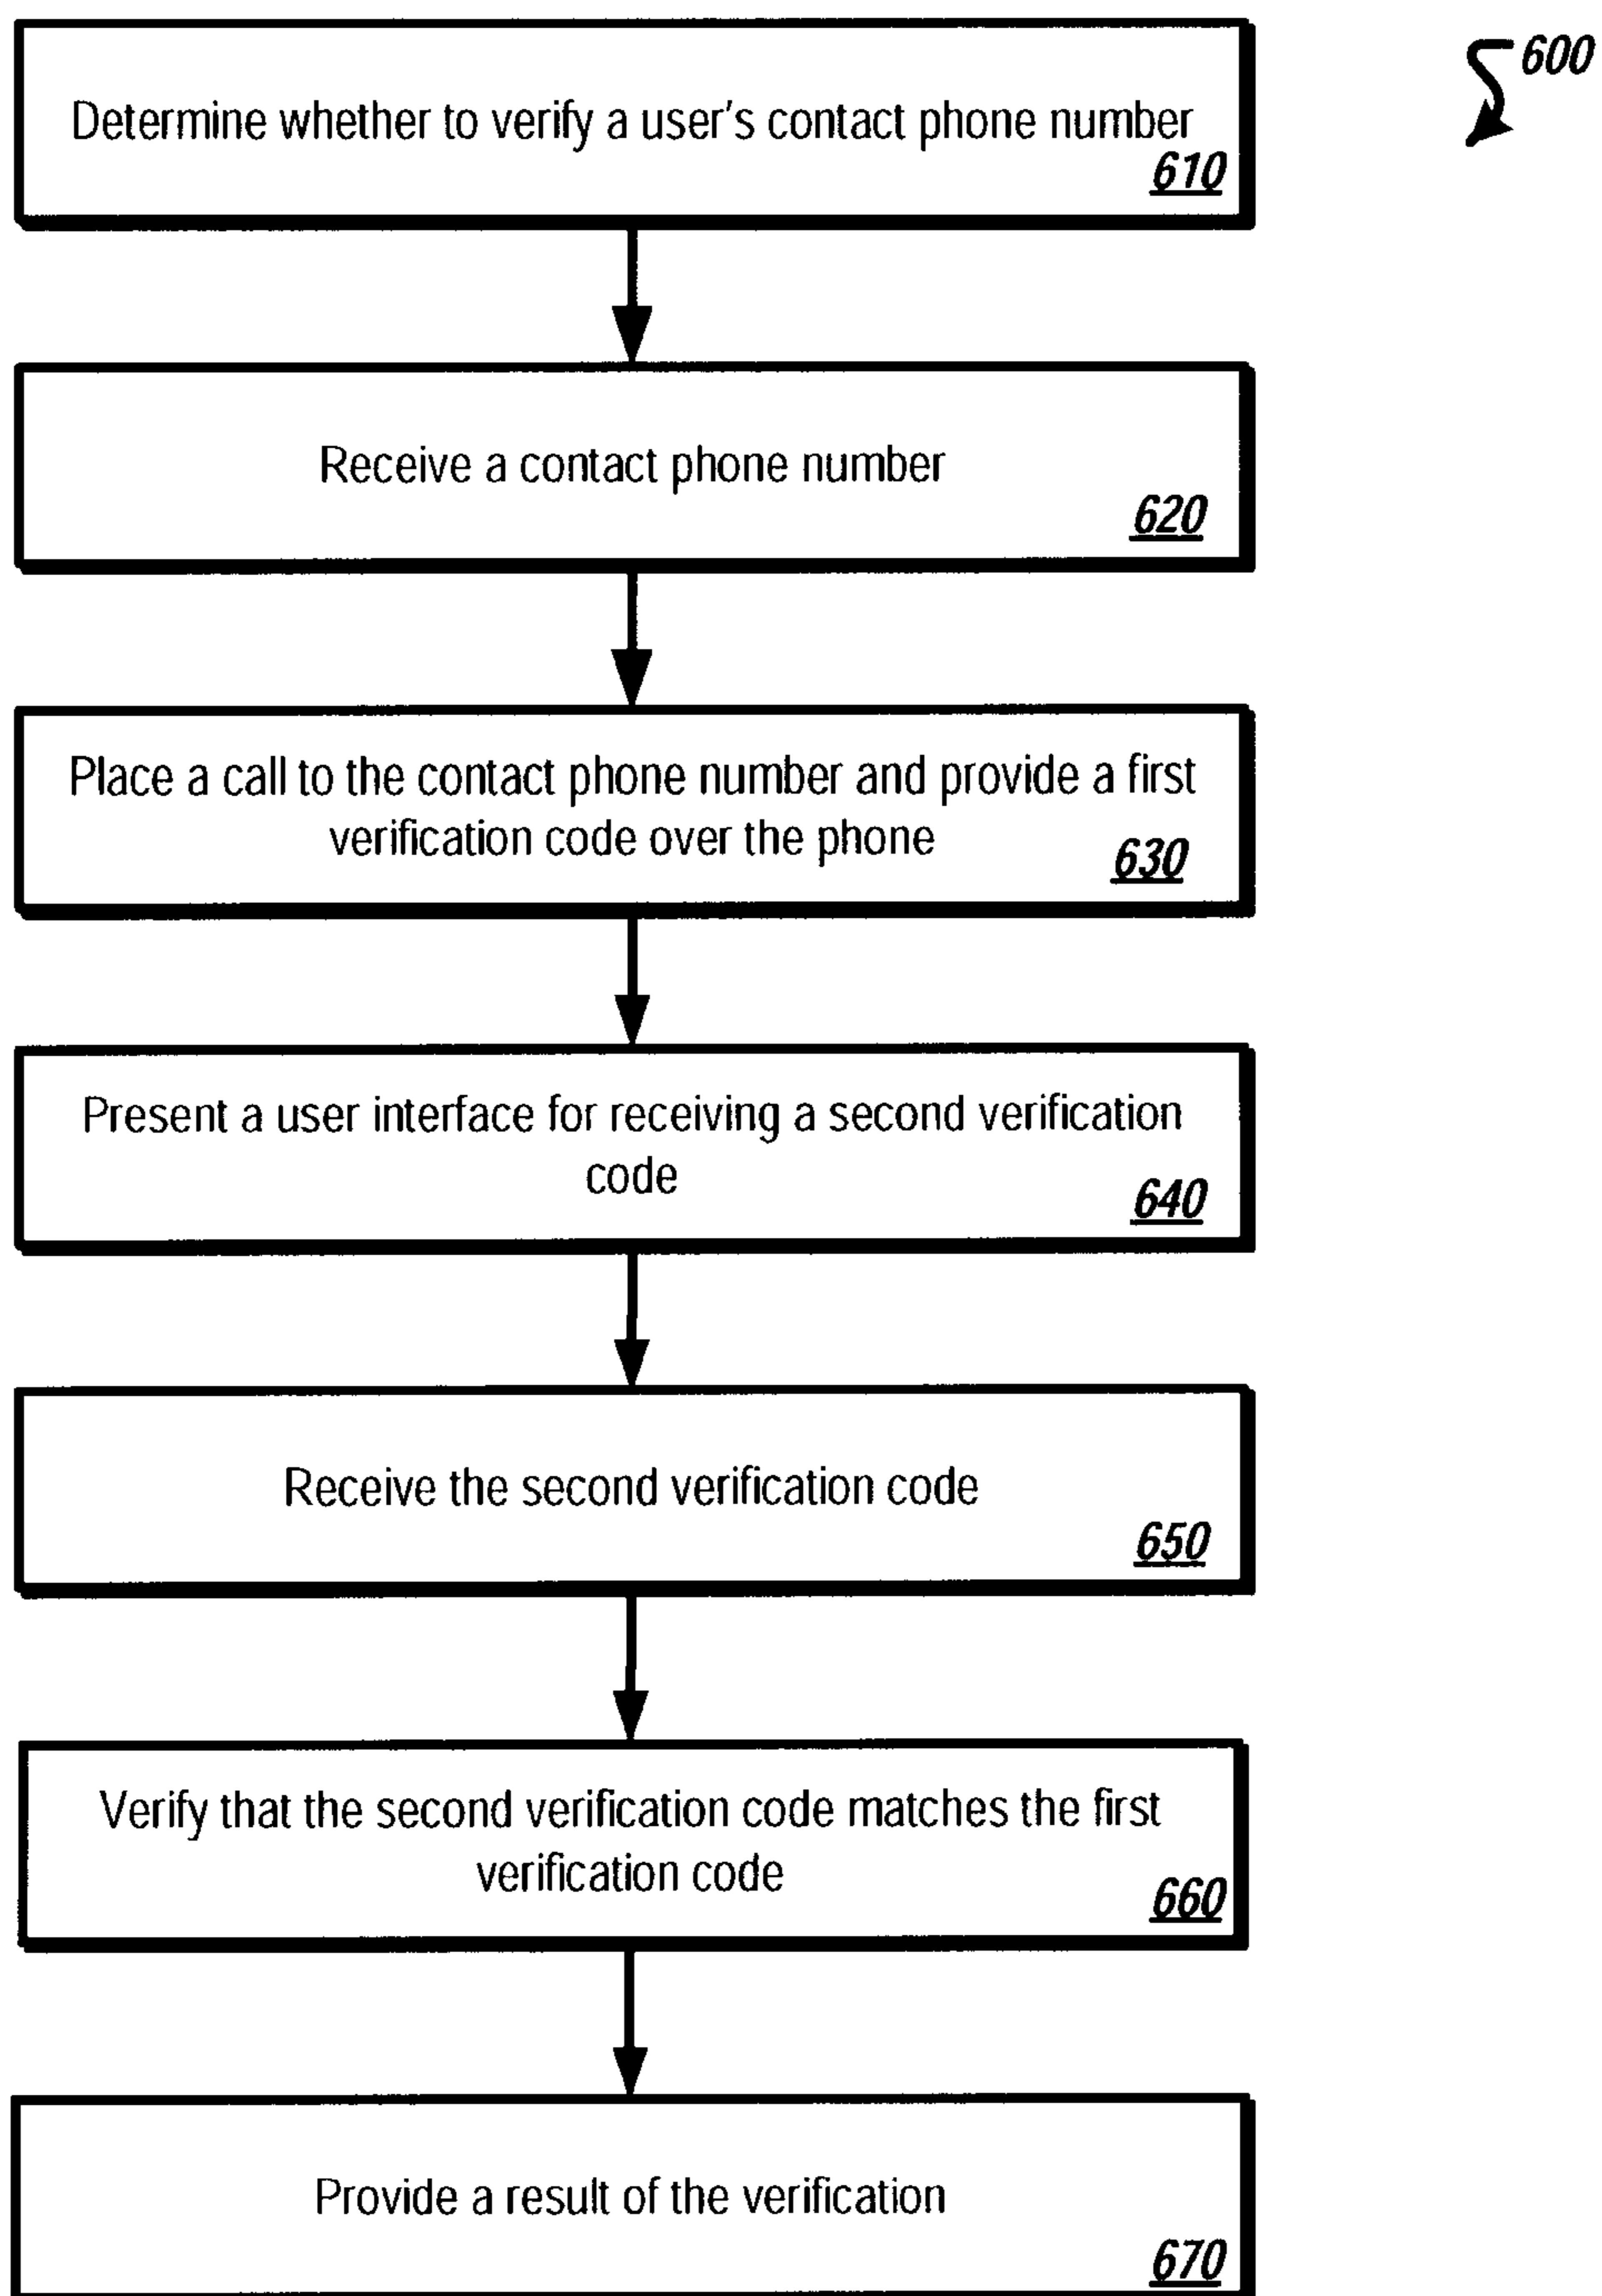 600
Determine whether to verify a user's contact phone number
610
Receive a contact phone number
620
Place a call to the contact phone number and provide a first
verification code over the phone
630
Present a user interface for receiving a second verification
code
640
Receive the second verification code
650
Verify that the second verification code matches the first
verification code
660
Provide a result of the verification
670